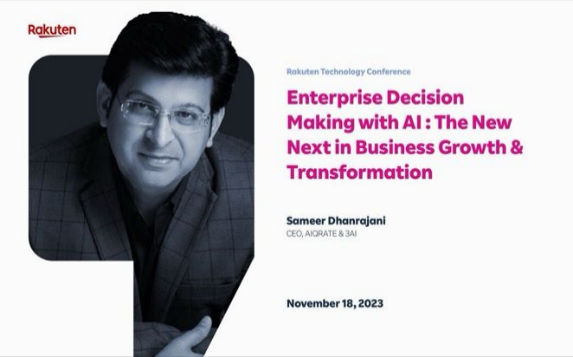 Rakuten
Rakuten Technology Conference
Enterprise Decision
Making with AI : The New
Next in Business Growth &
Transformation
Sameer Dhanrajani
CEO, AIQRATE & 3AI
November 18, 2023